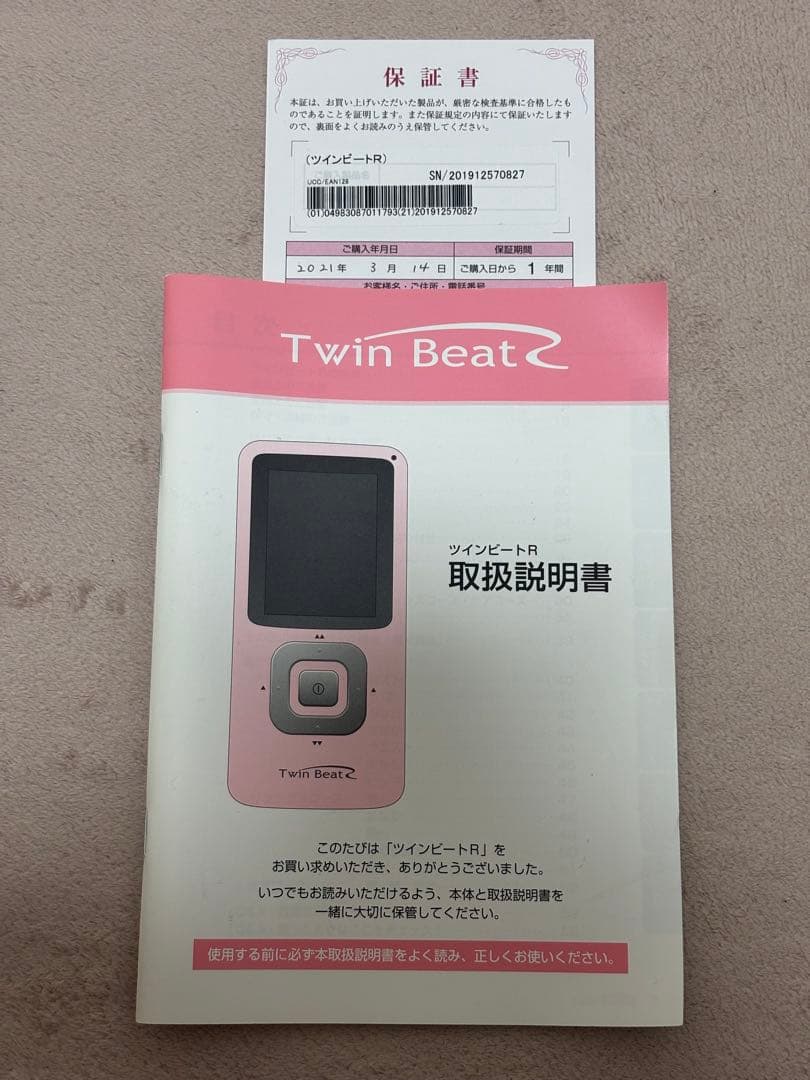 保証書
本証は、お買い上げいただいた製品が、厳密な検査基準に合格したも
のであることを証明します。また保証規定の内容にて保証いたします
ので、裏面をよくお読みのうえ保管してください。
(ツインビートR)
SN/201912570827
UCC/EAN128
(01)04983087011793(21)201912570827
ご購入年月日 保証期間
2021年 3月 14日 ご購入日から 1 年間
お客様名・ご住所・電話番号
Twin Beat R
ツインビートR
取扱説明書
Twin Beat R
このたびは「ツインビートR」を
お買い求めいただき、ありがとうございました。
いつでもお読みいただけるよう、本体と取扱説明書を
一緒に大切に保管してください。
使用する前に必ず本取扱説明書をよく読み、正しくお使いください。